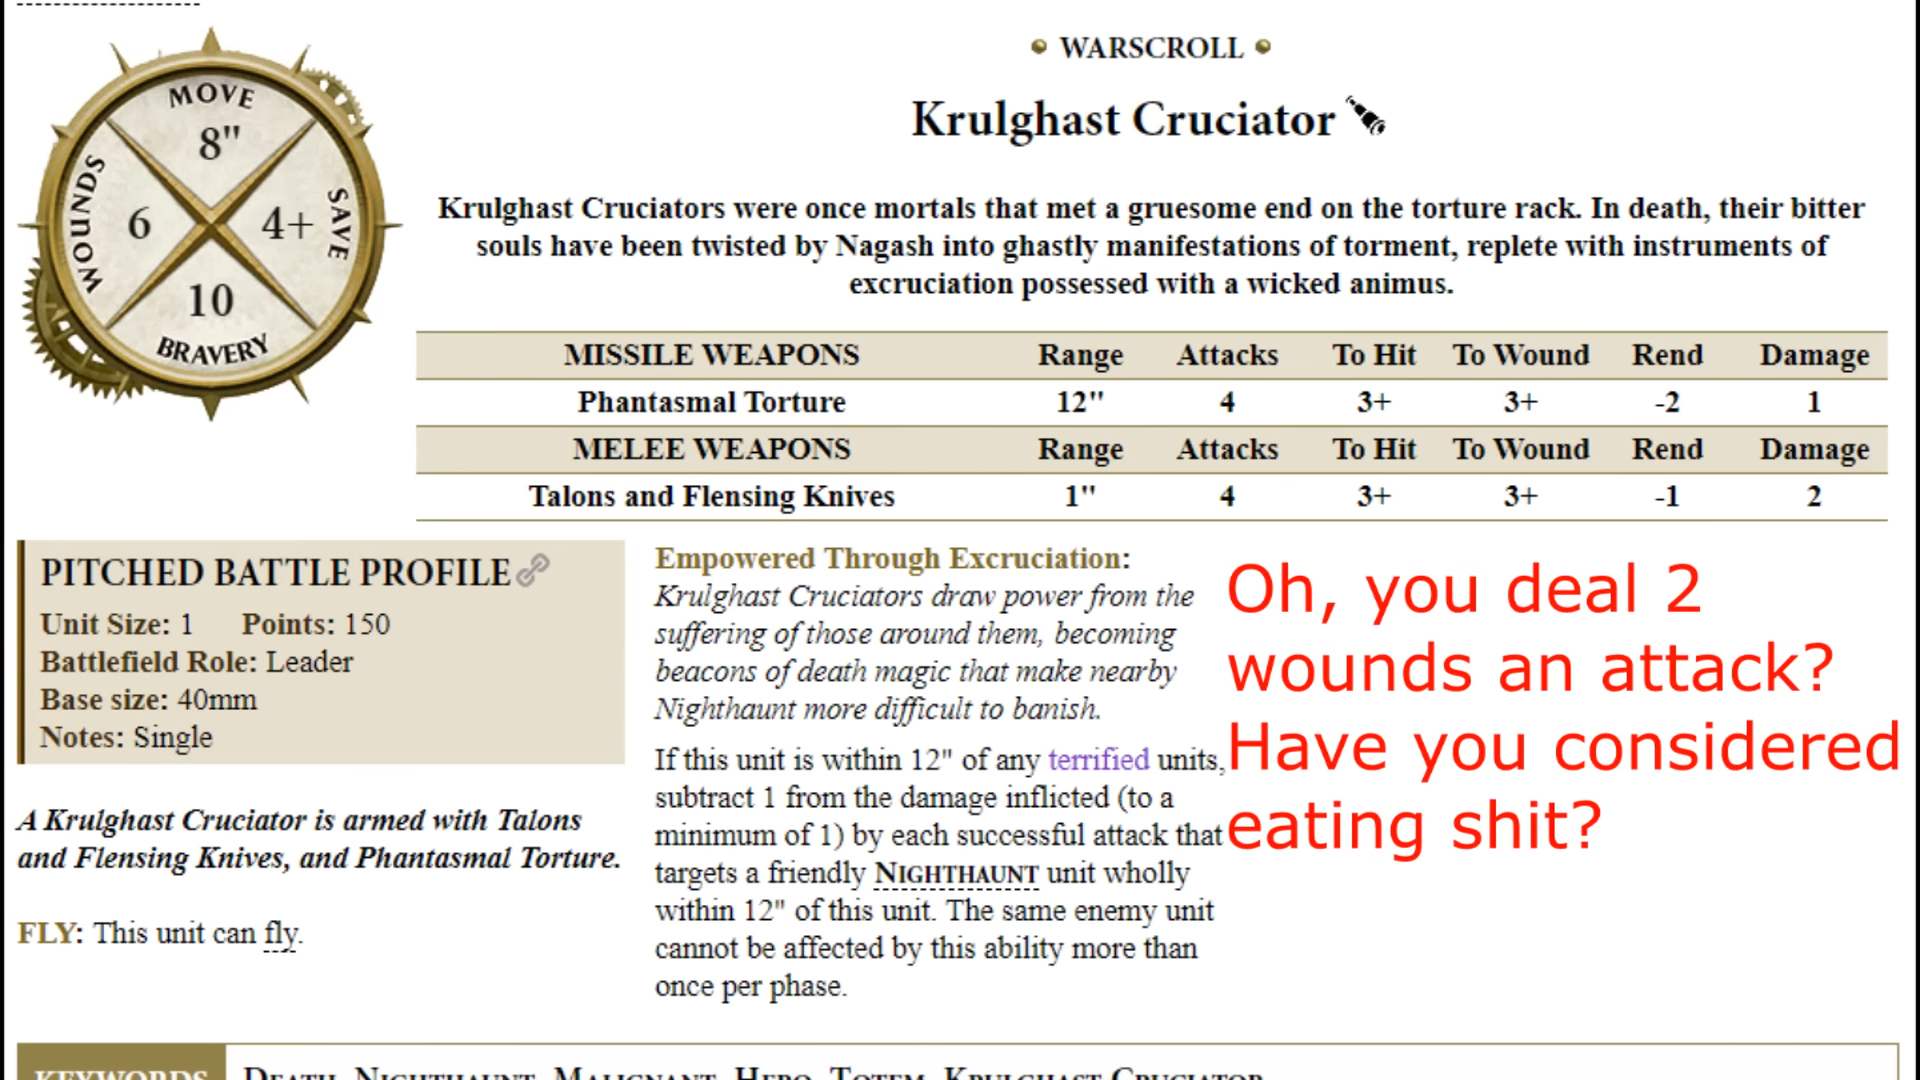 MOVE
8"
WOUNDS
6
4+
SAVE
10
BRAVERY
WARSCROLL
Krulghast Cruciator
Krulghast Cruciators were once mortals that met a gruesome end on the torture rack. In death, their bitter
souls have been twisted by Nagash into ghastly manifestations of torment, replete with instruments of
excruciation possessed with a wicked animus.
MISSILE WEAPONS Range Attacks To Hit To Wound Rend Damage
Phantasmal Torture 12" 4 3+ 3+ -2 1
MELEE WEAPONS Range Attacks To Hit To Wound Rend Damage
Talons and Flensing Knives 1" 4 3+ 3+ -1 2
PITCHED BATTLE PROFILE
Unit Size: 1 Points: 150
Battlefield Role: Leader
Base size: 40mm
Notes: Single
A Krulghast Cruciator is armed with Talons
and Flensing Knives, and Phantasmal Torture.
FLY: This unit can fly.
Empowered Through Excruciation:
Krulghast Cruciators draw power from the
suffering of those around them, becoming
beacons of death magic that make nearby
Nighthaunt more difficult to banish.
If this unit is within 12" of any terrified units,
subtract 1 from the damage inflicted (to a
minimum of 1) by each successful attack that
targets a friendly NIGHTHAUNT unit wholly
within 12" of this unit. The same enemy unit
cannot be affected by this ability more than
once per phase.
Oh, you deal 2
wounds an attack?
Have you considered
eating shit?
KEYWORDS DEATH, NIGHTHAUNT, MALIGNANT, HERO, TOTEM, KRULGHAST CRUCIATOR